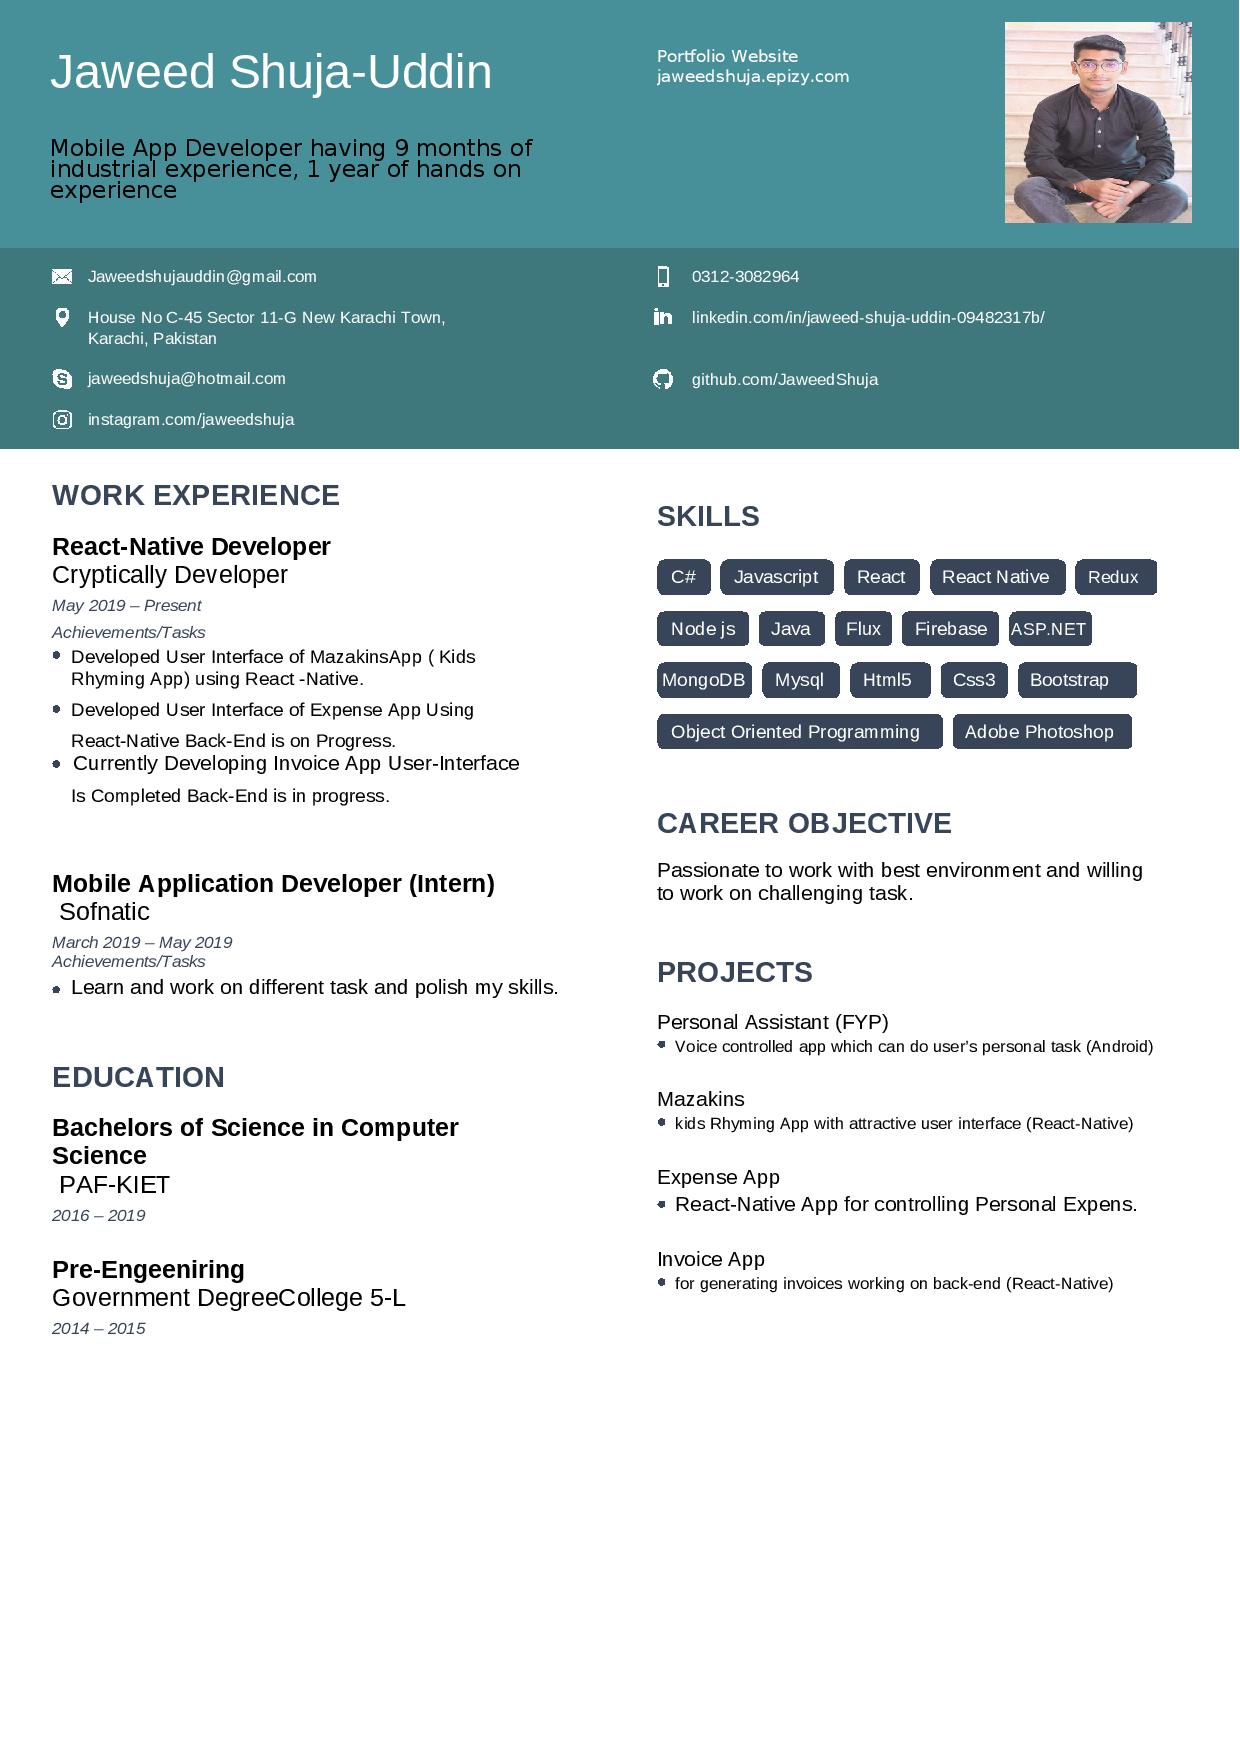 Jaweed Shuja-Uddin
Portfolio Website
jaweedshuja.epizy.com
Mobile App Developer having 9 months of
industrial experience, 1 year of hands on
experience
Jaweedshujauddin@gmail.com
0312-3082964
House No C-45 Sector 11-G New Karachi Town,
Karachi, Pakistan
linkedin.com/in/jaweed-shuja-uddin-09482317b/
jaweedshuja@hotmail.com
github.com/JaweedShuja
instagram.com/jaweedshuja
WORK EXPERIENCE
React-Native Developer
Cryptically Developer
May 2019 – Present
Achievements/Tasks
Developed User Interface of MazakinsApp ( Kids
Rhyming App) using React -Native.
Developed User Interface of Expense App Using
React-Native Back-End is on Progress.
Currently Developing Invoice App User-Interface
Is Completed Back-End is in progress.
Mobile Application Developer (Intern)
Sofnatic
March 2019 – May 2019
Achievements/Tasks
Learn and work on different task and polish my skills.
EDUCATION
Bachelors of Science in Computer
Science
PAF-KIET
2016 – 2019
Pre-Engeeniring
Government DegreeCollege 5-L
2014 – 2015
SKILLS
C# Javascript React React Native Redux
Node js Java Flux Firebase ASP.NET
MongoDB Mysql Html5 Css3 Bootstrap
Object Oriented Programming Adobe Photoshop
CAREER OBJECTIVE
Passionate to work with best environment and willing
to work on challenging task.
PROJECTS
Personal Assistant (FYP)
Voice controlled app which can do user's personal task (Android)
Mazakins
kids Rhyming App with attractive user interface (React-Native)
Expense App
React-Native App for controlling Personal Expens.
Invoice App
for generating invoices working on back-end (React-Native)